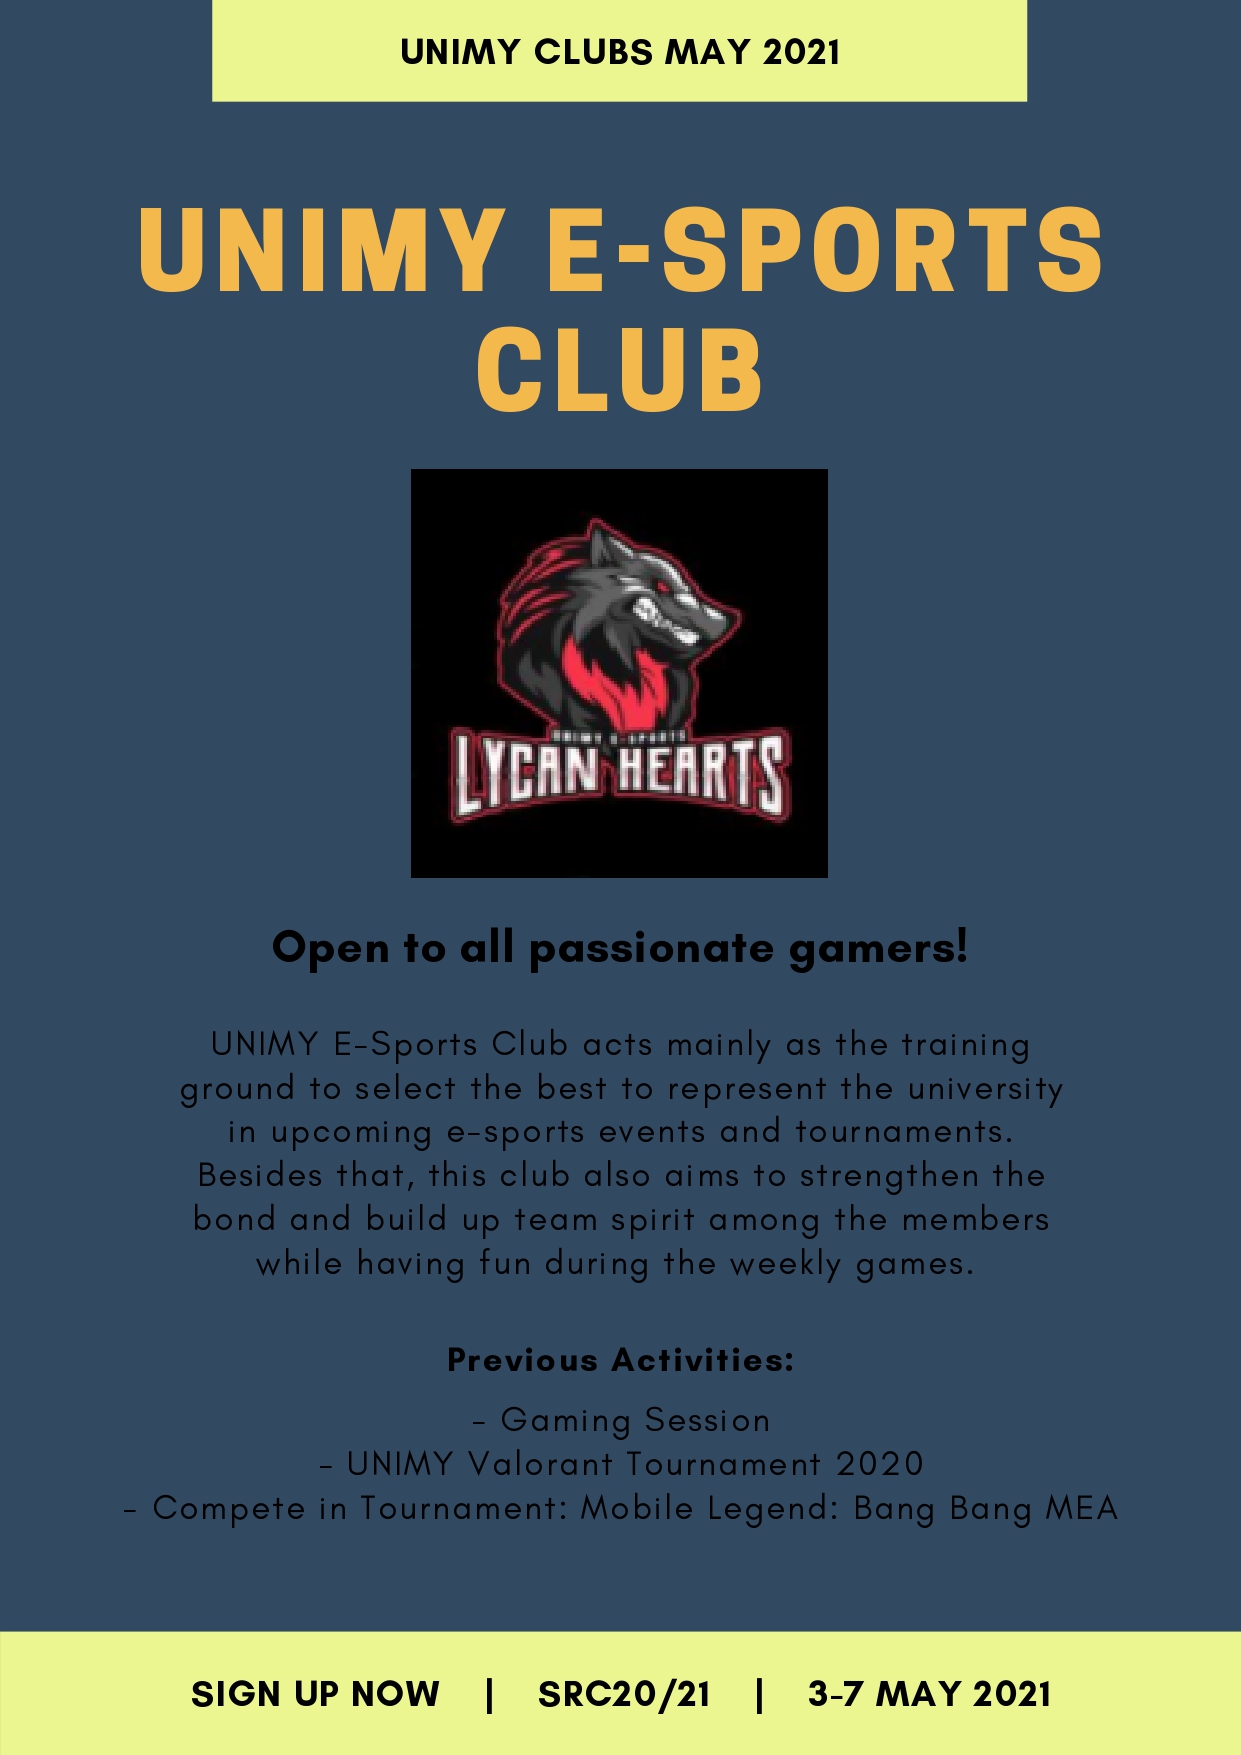 UNIMY CLUBS MAY 2021
UNIMY E-SPORTS
CLUB
UNIMY E-SPORTS
LYCAN HEARTS
Open to all passionate gamers!
UNIMY E-Sports Club acts mainly as the training
ground to select the best to represent the university
in upcoming e-sports events and tournaments.
Besides that, this club also aims to strengthen the
bond and build up team spirit among the members
while having fun during the weekly games.
Previous Activities:
- Gaming Session
- UNIMY Valorant Tournament 2020
- Compete in Tournament: Mobile Legend: Bang Bang MEA
SIGN UP NOW | SRC20/21 | 3-7 MAY 2021